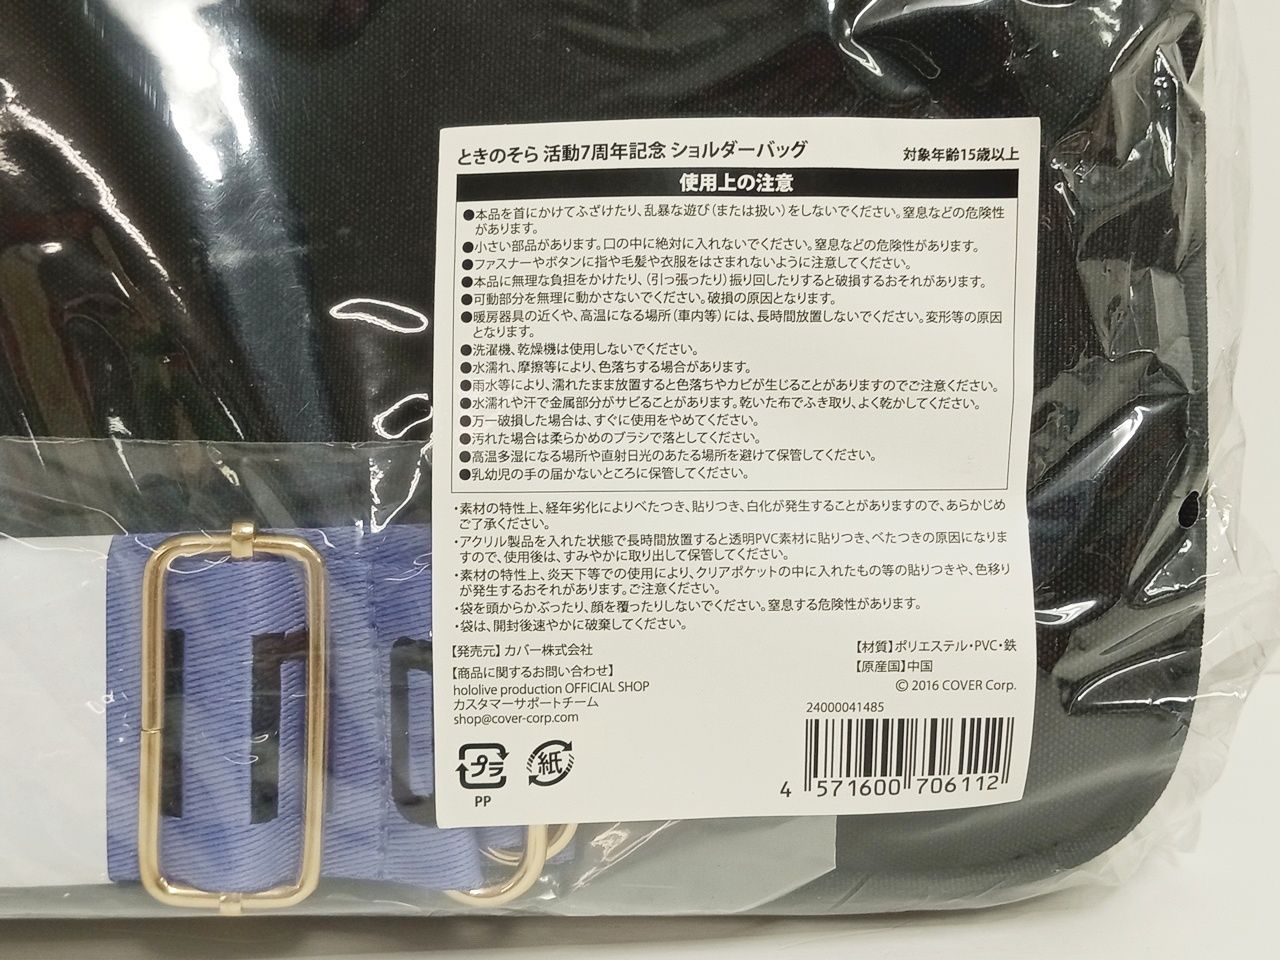 ときのそら 活動7周年記念 ショルダーバッグ
対象年齢15歳以上
使用上の注意
●本品を首にかけてふざけたり、乱暴な遊び(または扱い)をしないでください。窒息などの危険性
があります。
●小さい部品があります。口の中に絶対に入れないでください。窒息などの危険性があります。
●ファスナーやボタンに指や毛髪や衣服をはさまれないように注意してください。
●本品に無理な負担をかけたり、(引っ張ったり)振り回したりすると破損するおそれがあります。
●可動部分を無理に動かさないでください。破損の原因となります。
●暖房器具の近くや、高温になる場所(車内等)には、長時間放置しないでください。変形等の原因
となります。
●洗濯機、乾燥機は使用しないでください。
●水濡れ、摩擦等により、色落ちする場合があります。
●雨水等により、濡れたまま放置すると色落ちやカビが生じることがありますのでご注意ください。
●水濡れや汗で金属部分がサビることがあります。乾いた布でふき取り、よく乾かしてください。
●万一破損した場合は、すぐに使用をやめてください。
●汚れた場合は柔らかめのブラシで落としてください。
●高温多湿になる場所や直射日光のあたる場所を避けて保管してください。
●乳幼児の手の届かないところに保管してください。
・素材の特性上、経年劣化によりべたつき、貼りつき、白化が発生することがありますので、あらかじめ
ご了承ください。
・アクリル製品を入れた状態で長時間放置すると透明PVC素材に貼りつき、べたつきの原因になりま
すので、使用後は、すみやかに取り出して保管してください。
・素材の特性上、炎天下等での使用により、クリアポケットの中に入れたもの等の貼りつきや、色移り
が発生するおそれがあります。ご注意ください。
・袋を頭からかぶったり、顔を覆ったりしないでください。窒息する危険性があります。
・袋は、開封後速やかに破棄してください。
【発売元】カバー株式会社
【商品に関するお問い合わせ】
hololive production OFFICIAL SHOP
カスタマーサポートチーム
shop@cover-corp.com
【材質】ポリエステル・PVC・鉄
【原産国】中国
© 2016 COVER Corp.
24000041485
プラ
PP
紙
4 571600 706112